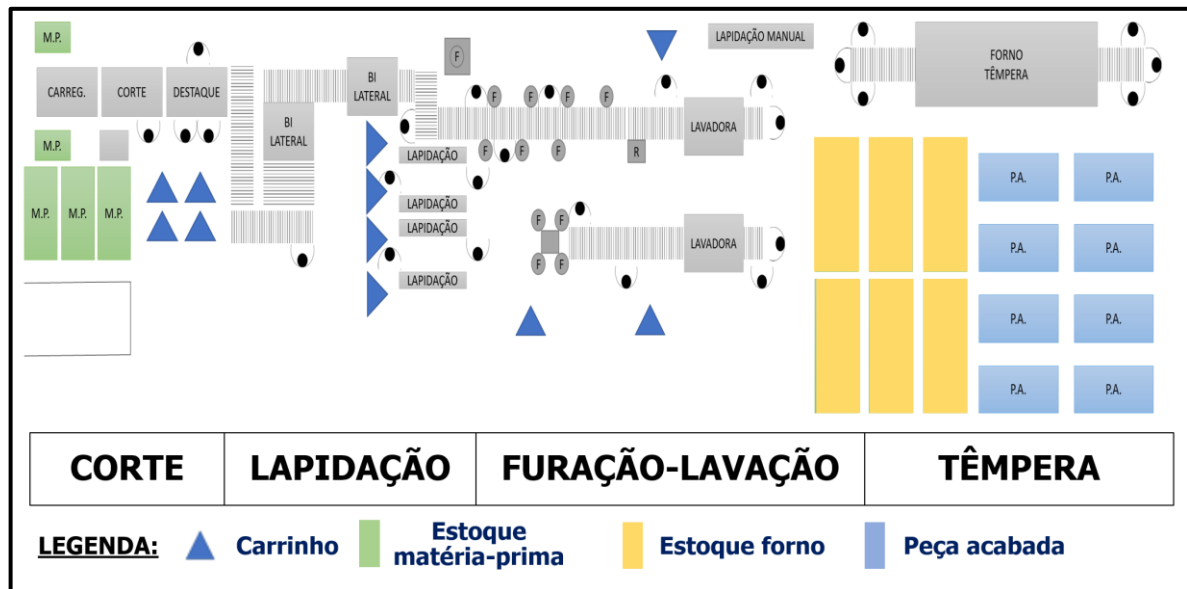 M.P.
CARREG.
CORTE
DESTAQUE
M.P.
M.P.
M.P.
M.P.
BI
LATERAL
BI
LATERAL
F
LAPIDAÇÃO
LAPIDAÇÃO
LAPIDAÇÃO
LAPIDAÇÃO
F
F
F
F
F
F
F
F
R
LAVADORA
F
F
F
F
LAVADORA
LAPIDAÇÃO MANUAL
FORNO
TÊMPERA
P.A.
P.A.
P.A.
P.A.
P.A.
P.A.
P.A.
P.A.
CORTE
LAPIDAÇÃO
FURAÇÃO-LAVAÇÃO
TÊMPERA
LEGENDA:
Carrinho
Estoque
matéria-prima
Estoque forno
Peça acabada